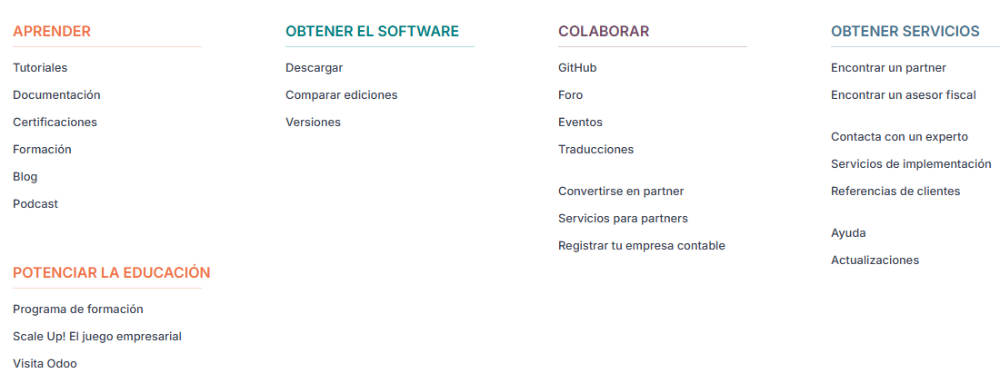 APRENDER
Tutoriales
Documentación
Certificaciones
Formación
Blog
Podcast
POTENCIAR LA EDUCACIÓN
Programa de formación
Scale Up! El juego empresarial
Visita Odoo
OBTENER EL SOFTWARE
Descargar
Comparar ediciones
Versiones
COLABORAR
GitHub
Foro
Eventos
Traducciones
Convertirse en partner
Servicios para partners
Registrar tu empresa contable
OBTENER SERVICIOS
Encontrar un partner
Encontrar un asesor fiscal
Contacta con un experto
Servicios de implementación
Referencias de clientes
Ayuda
Actualizaciones